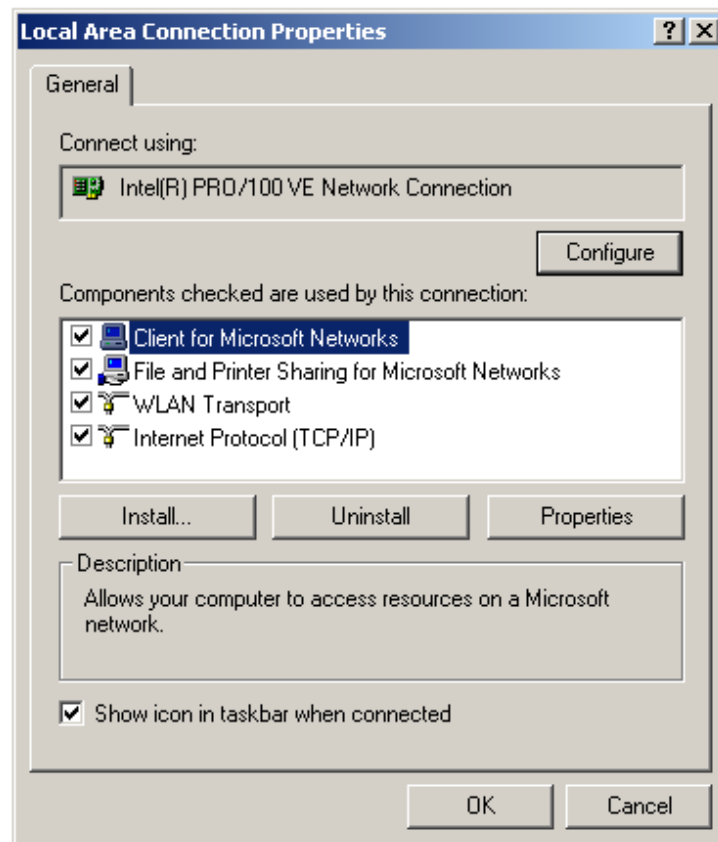 Local Area Connection Properties
General
Connect using:
Intel(R) PRO/100 VE Network Connection
Configure
Components checked are used by this connection:
Client for Microsoft Networks
File and Printer Sharing for Microsoft Networks
WLAN Transport
Internet Protocol (TCP/IP)
Install... Uninstall Properties
Description
Allows your computer to access resources on a Microsoft
network.
Show icon in taskbar when connected
OK Cancel